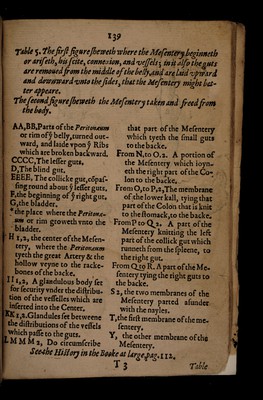 139
Table 5. The first figure sheweth where the Mesentery beginneth
or ariseth, his scite, connexion, and vessels; in it also the guts
are remoued from the middle of the belly, and are laid vpward
and downward vnto the sides, that the Mesentery might bet-
ter appeare.
The second figure sheweth the Mesentery taken and freed from
the body.
AA,BB,Parts of the Peritonæum
or rim of yᵉ belly,turned out-
ward, and laide vpon yᵉ Ribs
which are broken backward.
CCCC,The lesser guts.
D,The blind gut.
EEEE, The collicke gut, cōpas-
sing round about yᵉ lesser guts.
F,the beginning of yᵉ right gut.
G,the bladder.
* the place where the Peritonæ-
um or rim groweth vnto the
bladder.
H 1,2, the center of the Mesen-
tery, where the Peritonæum
tyeth the great Artery & the
hollow veyne to the racke-
bones of the backe.
I I 1,2, A glandulous body set
for security vnder the distribu-
tion of the vesselles which are
inserted into the Center.
KK 1,2,Glandules set betweene
the distributions of the vessels
which passe to the guts.
L M M M 2, Do circumscribe
that part of the Mesentery
which tyeth the small guts
to the backe.
From N,to O,2. A portion of
the Mesentery which ioyn-
eth the right part of the Co-
lon to the backe.
From O,to P,2,The membrane
of the lower kall, tying that
part of the Colon that is knit
to the stomack,to the backe.
From P to Q 2. A part of the
Mesentery knitting the left
part of the collick gut which
runneth from the spleene, to
the right gut.
From Q to R. A part of the Me-
sentery tying the right guts to
the backe.
S 2, the two membranes of the
Mesentery parted asunder
with the nayles.
T,the first membrane of the me-
sentery.
Y, the other membrane of the
Mesentery.
See the History in the Booke at large,pag.112.
T 3
Table